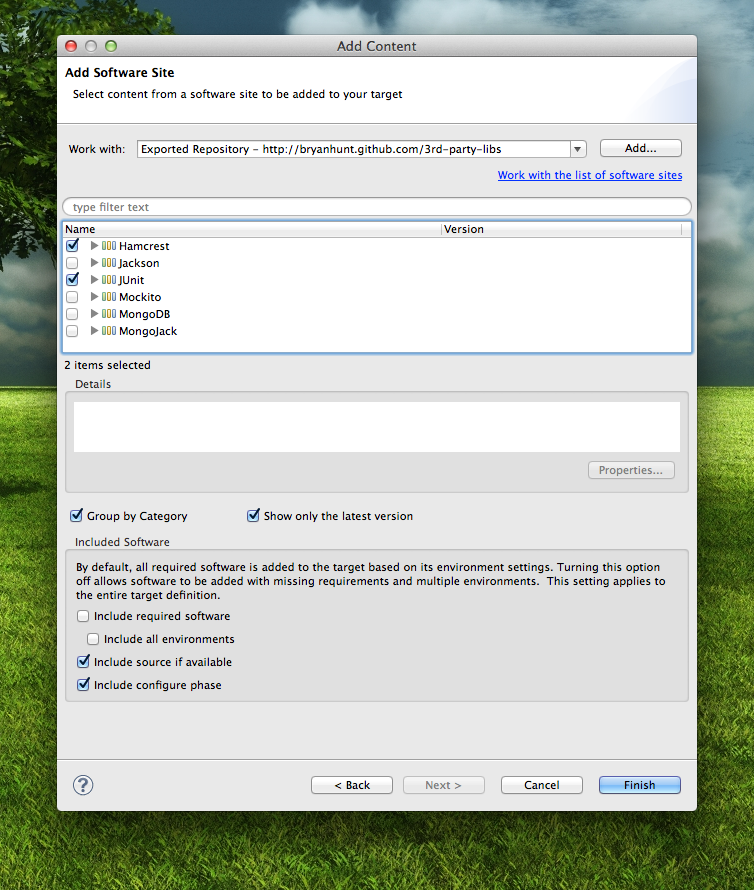 Add Content
Add Software Site
Select content from a software site to be added to your target
Work with: Exported Repository – http://bryanhunt.github.com/3rd-party-libs Add...
Work with the list of software sites
type filter text
Name Version
Hamcrest
Jackson
JUnit
Mockito
MongoDB
MongoJack
2 items selected
Details
Properties...
Group by Category Show only the latest version
Included Software
By default, all required software is added to the target based on its environment settings. Turning this option
off allows software to be added with missing requirements and multiple environments.  This setting applies to
the entire target definition.
Include required software
Include all environments
Include source if available
Include configure phase
? < Back Next > Cancel Finish